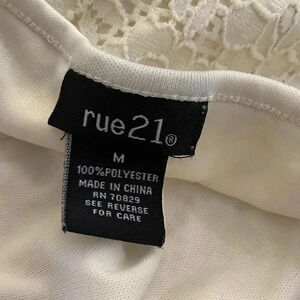 rue21®
M
100%POLYESTER
MADE IN CHINA
RN 70829
SEE REVERSE
FOR CARE